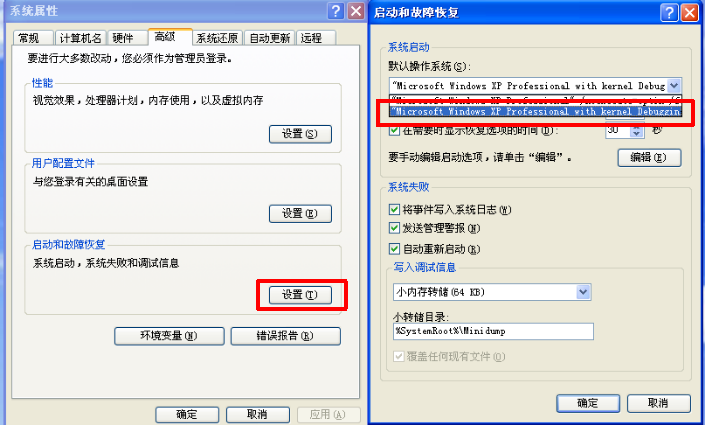 系统属性
常规 计算机名 硬件 高级 系统还原 自动更新 远程
要进行大多数改动，您必须作为管理员登录。
性能
视觉效果，处理器计划，内存使用，以及虚拟内存
设置(S)
用户配置文件
与您登录有关的桌面设置
设置(E)
启动和故障恢复
系统启动，系统失败和调试信息
设置(T)
环境变量(N) 错误报告(R)
确定 取消 应用(A)
启动和故障恢复
系统启动
默认操作系统(S):
"Microsoft Windows XP Professional with kernel Debug
"Microsoft Windows XP Professional"
"Microsoft Windows XP Professional with kernel Debuggin
在需要时显示恢复选项的时间(D): 30 秒
要手动编辑启动选项，请单击“编辑”。 编辑(E)
系统失败
将事件写入系统日志(W)
发送管理警报(N)
自动重新启动(R)
写入调试信息
小内存转储(64 KB)
小转储目录:
%SystemRoot%\Minidump
覆盖任何现有文件(O)
确定 取消